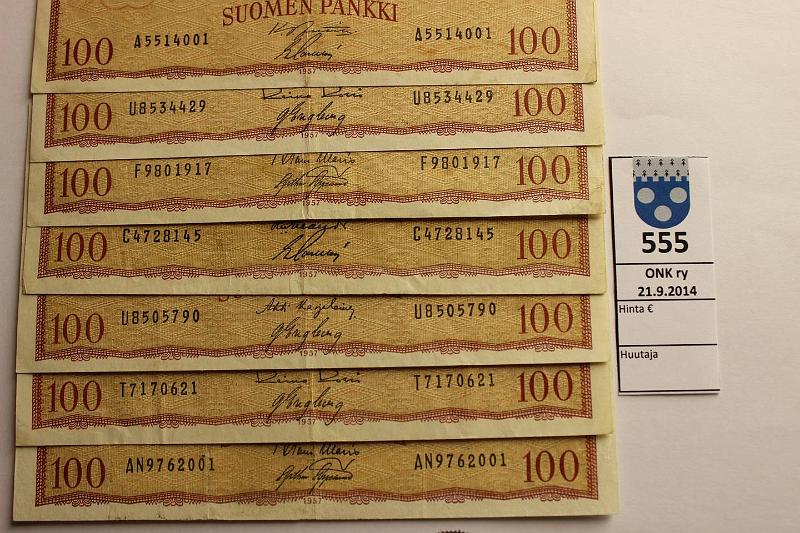 SUOMEN PANKKI
100 A5514001 A5514001 100
1957
100 U8534429 U8534429 100
1957
100 F9801917 F9801917 100
1957
100 C4728145 C4728145 100
1957
100 U8505790 U8505790 100
1957
100 T7170621 T7170621 100
1957
100 AN9762001 AN9762001 100
1957
555
ONK ry
21.9.2014
Hinta €
Huutaja